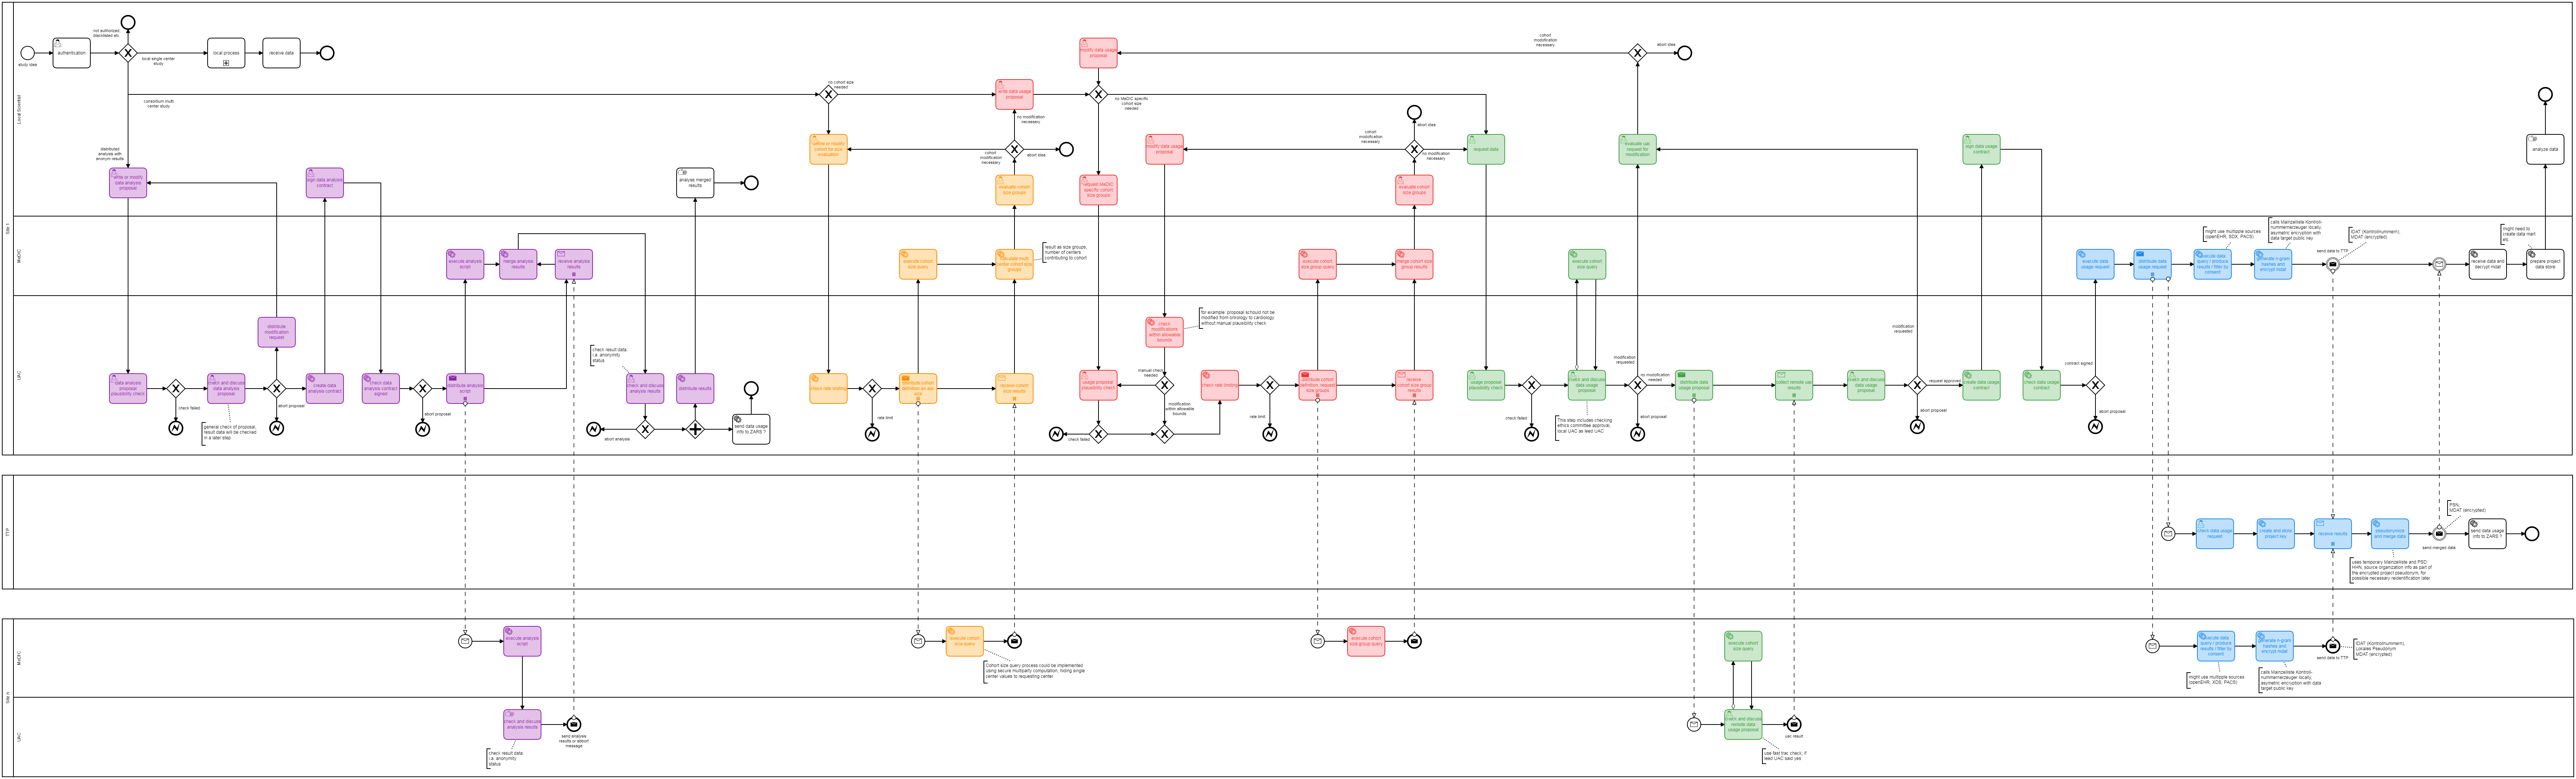 Site 1
Local Scientist
study idea
authentication
not authorized,
blacklisted etc.
local single center
study
local process
receive data
consortium multi
center study
distributed
analysis with
anonym results
write or modify
data analysis
proposal
sign data analysis
contract
analyse merged
results
no cohort size
needed
refine or modify
cohort for size
evaluation
write data usage
proposal
no modification
necessary
cohort
modification
necessary
abort idea
evaluate cohort
size groups
modify data usage
proposal
no MeDIC specific
cohort size
needed
request MeDIC
specific cohort
size groups
modify data usage
proposal
cohort
modification
necessary
abort idea
no modification
necessary
evaluate cohort
size groups
request data
cohort
modification
necessary
abort idea
evaluate uac
request for
modification
sign data usage
contract
analyze data
MeDIC
execute analysis
script
merge analysis
results
receive analysis
results
execute cohort
size query
calculate multi
center cohort size
groups
result as size groups,
number of centers
contributing to cohort
execute cohort
size group query
merge cohort size
group results
execute cohort
size query
execute data
usage request
distribute data
usage request
might use multipple sources
(openEHR, SDX, PACS)
execute data
query / produce
results / filter by
consent
calls Mainzelliste Kontroll-
nummernerzeuger locally,
asymetric encryption with
data target public key
generate n-gram
hashes and
encrypt mdat
send data to TTP
IDAT (Kontrollnummern),
MDAT (encrypted)
receive data and
decrypt mdat
might need to
create data mart
etc.
prepare project
data store
UAC
data analysis
proposal
plausibility check
check failed
check and discuss
data analysis
proposal
general check of proposal,
result data will be checked
in a later step
distribute
modification
request
abort proposal
create data
analysis contract
check data
analysis contract
signed
abort proposal
distribute analysis
script
check result data:
i.a. anonymity
status
check and discuss
analysis results
abort analysis
distribute results
send data usage
info to ZARS ?
check rate limiting
rate limit
distribute cohort
receive cohort
size results
usage proposal
plausibility check
check failed
for example: proposal schould not be
modified from onology to cardiology
without manual plausibility check
check
modifications
within allowable
bounds
manual check
needed
modification
within allowable
bounds
check rate limiting
rate limit
distribute cohort
definition, request
size groups
receive
cohort size group
results
usage proposal
plausibility check
check failed
check and discuss
data usage
proposal
This step includes checking
ethics committee approval,
local UAC as leed UAC
modification
requested
no modification
needed
abort proposal
distribute data
usage proposal
collect remote uac
results
check and discuss
data usage
proposal
modification
requested
request approved
abort proposal
create data usage
contract
check data usage
contract
contract signed
abort proposal
TTP
check data usage
request
create and store
project key
receive results
pseudonymize
and merge data
uses temporary Mainzelliste and PSD
HHN, source organization info as part of
the encrypted project pseudonym, for
possible necessary reidentification later
PSN,
MDAT (encrypted)
send merged data
send data usage
info to ZARS ?
Site n
MeDIC
execute analysis
script
execute cohort
size query
Cohort size query process could be implemented
using secure multiparty computation, hiding single
center values to requesting center
execute cohort
size group query
execute cohort
size query
execute data
query / produce
results / filter by
consent
might use multipple sources
(openEHR, XDS, PACS)
generate n-gram
hashes and
encrypt mdat
calls Mainzelliste Kontroll-
nummernerzeuger locally,
asymetric encryption with data
target public key
send data to TTP
IDAT (Kontrollnummern),
Lokales Pseudonym
MDAT (encrypted)
UAC
check and discuss
analysis results
check result data:
i.a. anonymity
status
send analysis
results or abbort
message
check and discuss
remote data
usage proposal
use fast trac check, if
leed UAC said yes
uac result